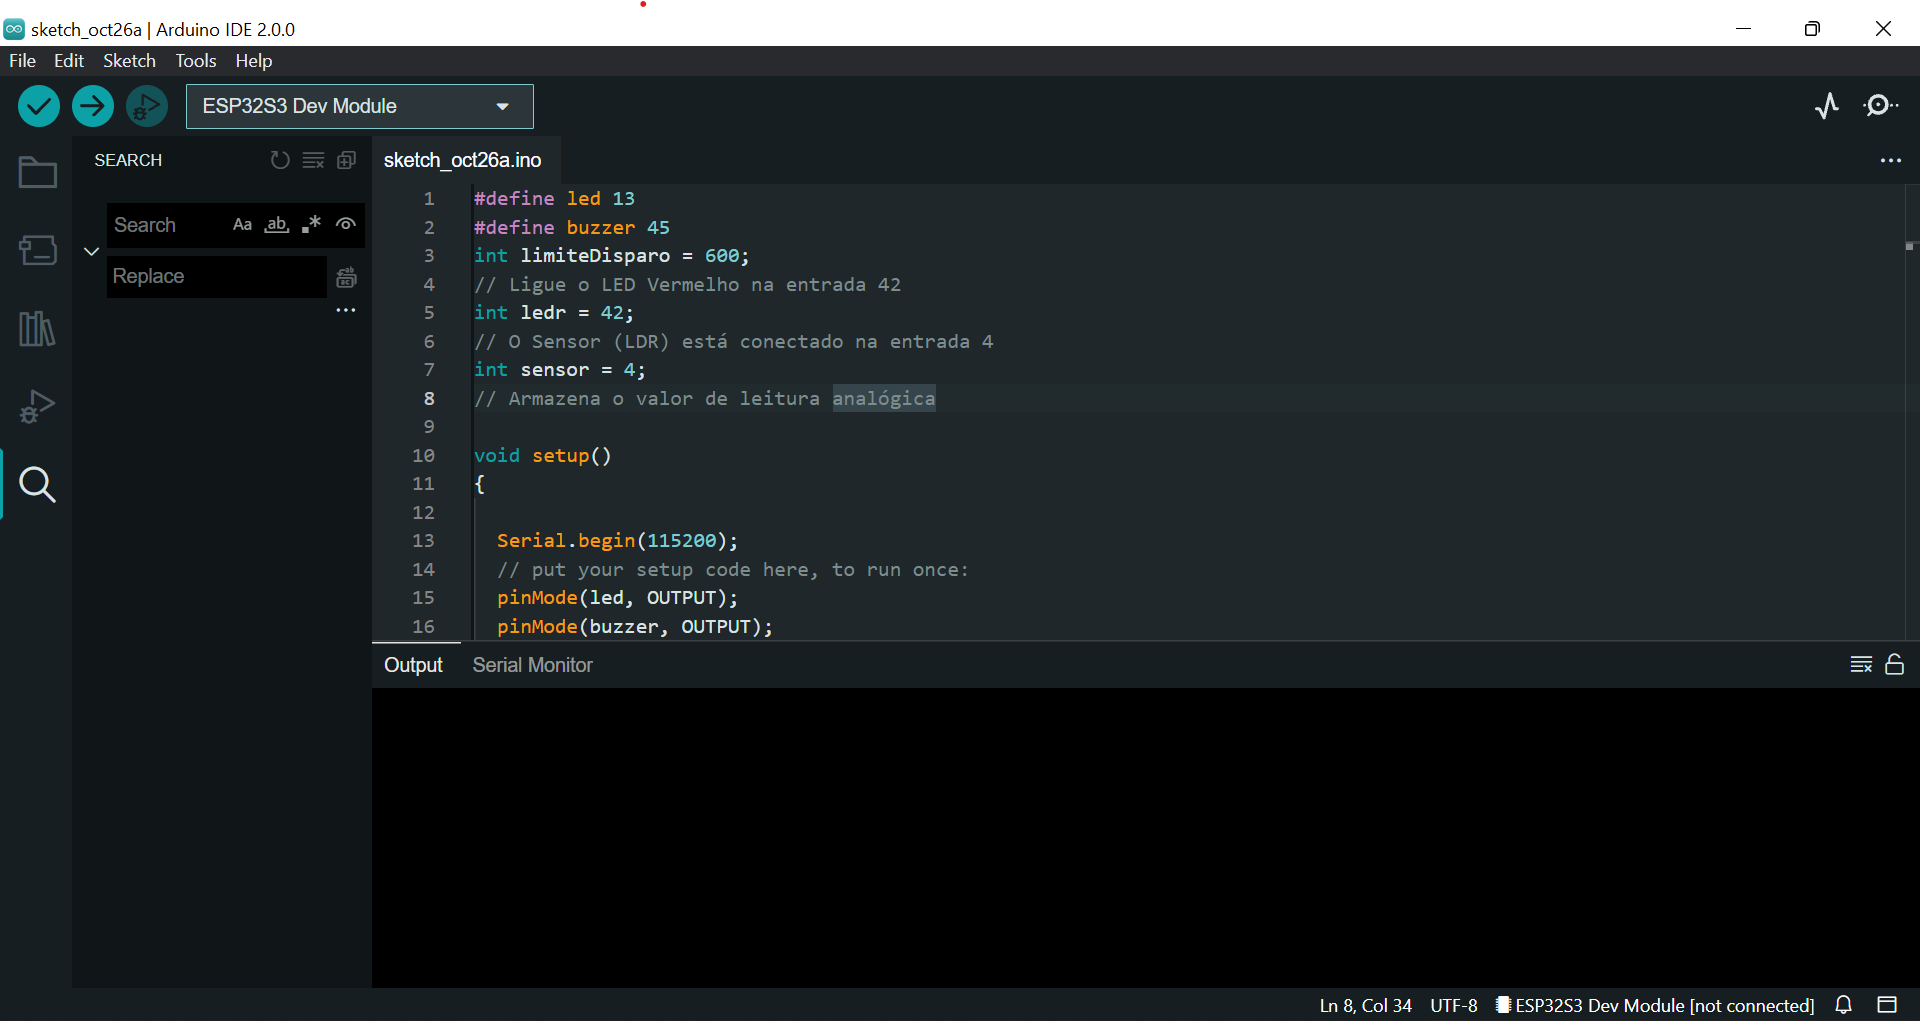 sketch_oct26a | Arduino IDE 2.0.0
File Edit Sketch Tools Help
ESP32S3 Dev Module
SEARCH
Search Aa ab .*
Replace
sketch_oct26a.ino
1 #define led 13
2 #define buzzer 45
3 int limiteDisparo = 600;
4 // Ligue o LED Vermelho na entrada 42
5 int ledr = 42;
6 // O Sensor (LDR) está conectado na entrada 4
7 int sensor = 4;
8 // Armazena o valor de leitura analógica
9
10 void setup()
11 {
12
13 Serial.begin(115200);
14 // put your setup code here, to run once:
15 pinMode(led, OUTPUT);
16 pinMode(buzzer, OUTPUT);
Output Serial Monitor
Ln 8, Col 34 UTF-8 ESP32S3 Dev Module [not connected]